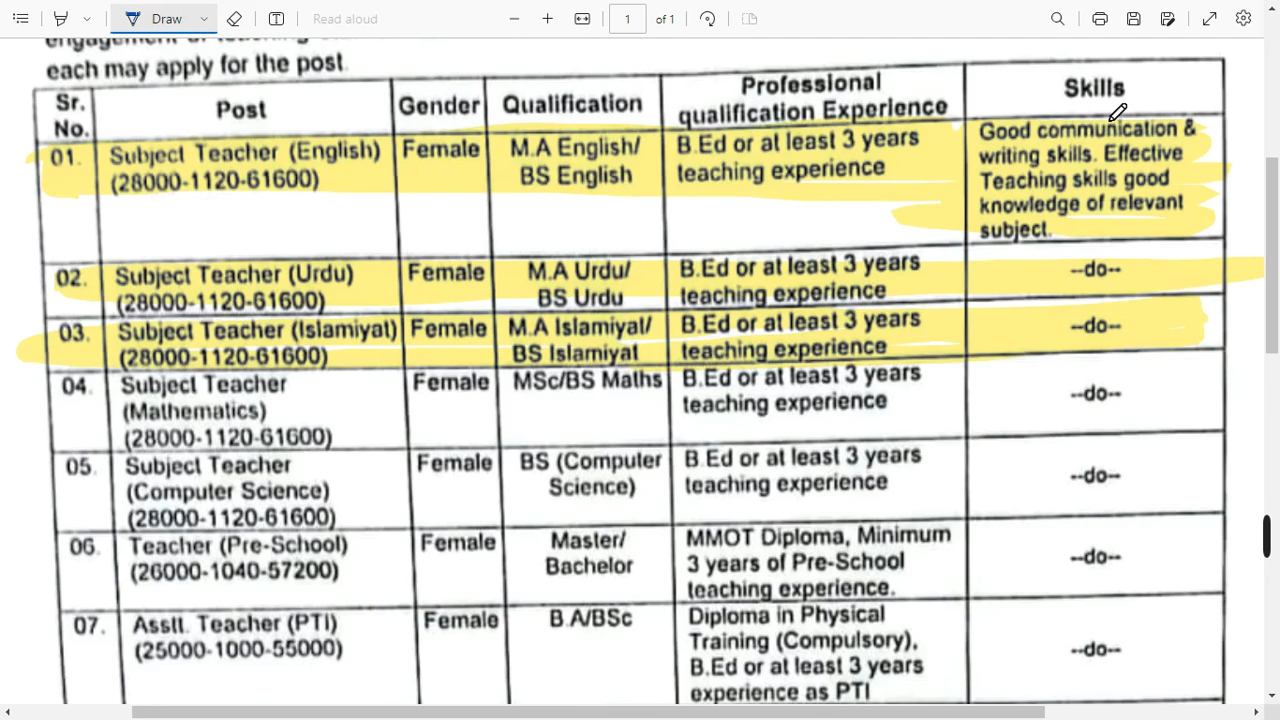 Draw
Read aloud
1 of 1
each may apply for the post.
Sr. No. Post Gender Qualification Professional qualification Experience Skills
01. Subject Teacher (English) Female M.A English/ B.Ed or at least 3 years Good communication &
(28000-1120-61600) BS English teaching experience writing skills. Effective
Teaching skills good
knowledge of relevant
subject.
02. Subject Teacher (Urdu) Female M.A Urdu/ B.Ed or at least 3 years --do--
(28000-1120-61600) BS Urdu teaching experience
03. Subject Teacher (Islamiyat) Female M.A Islamiyat/ B.Ed or at least 3 years --do--
(28000-1120-61600) BS Islamiyat teaching experience
04. Subject Teacher Female MSc/BS Maths B.Ed or at least 3 years --do--
(Mathematics) teaching experience
(28000-1120-61600)
05. Subject Teacher Female BS (Computer B.Ed or at least 3 years --do--
(Computer Science) Science) teaching experience
(28000-1120-61600)
06. Teacher (Pre-School) Female Master/ MMOT Diploma, Minimum --do--
(26000-1040-57200) Bachelor 3 years of Pre-School
teaching experience.
07. Asstt. Teacher (PTI) Female B.A/BSc Diploma in Physical --do--
(25000-1000-55000) Training (Compulsory),
B.Ed or at least 3 years
experience as PTI